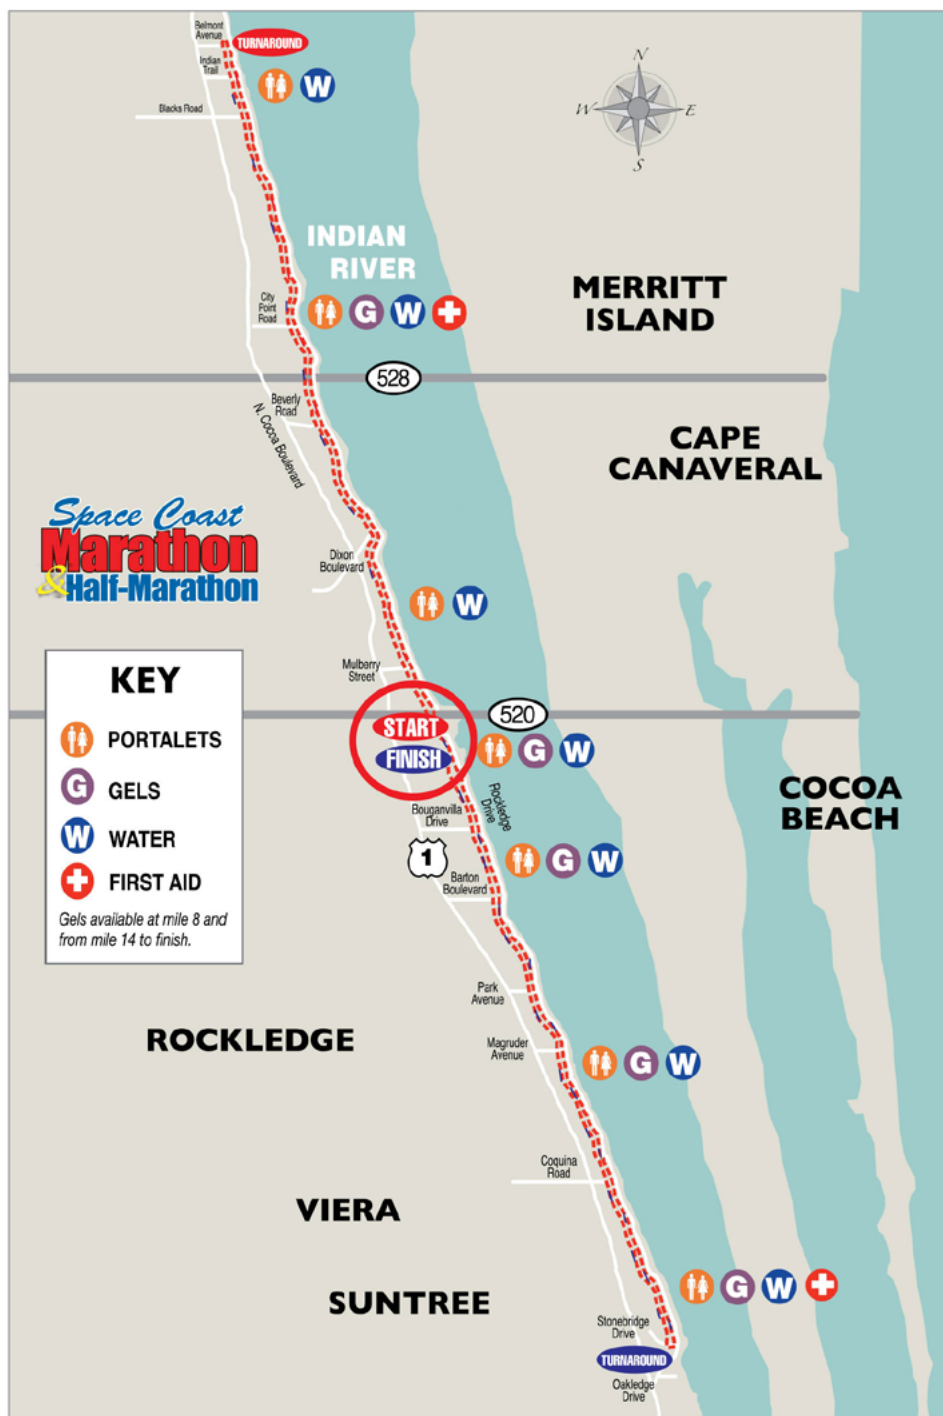 Belmont
Avenue
TURNAROUND
Indian
Trail
W
Blacks Road
N
W
E
S
INDIAN
RIVER
MERRITT
ISLAND
City
Point
Road
G
W
528
Beverly
Road
N. Cocoa Boulevard
CAPE
CANAVERAL
Space Coast
Marathon
& Half-Marathon
Dixon
Boulevard
W
Mulberry
Street
KEY
PORTALETS
G GELS
W WATER
FIRST AID
Gels available at mile 8 and
from mile 14 to finish.
520
START
FINISH
G
W
Rockledge
Drive
COCOA
BEACH
Bouganvilla
Drive
1
G
W
Barton
Boulevard
Park
Avenue
ROCKLEDGE
Magruder
Avenue
G
W
Coquina
Road
VIERA
SUNTREE
G
W
Stonebridge
Drive
TURNAROUND
Oakledge
Drive